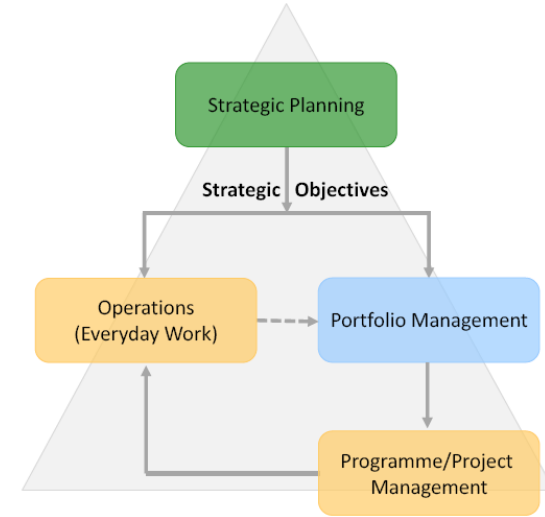 Strategic Planning
Strategic Objectives
Operations
(Everyday Work)
Portfolio Management
Programme/Project
Management